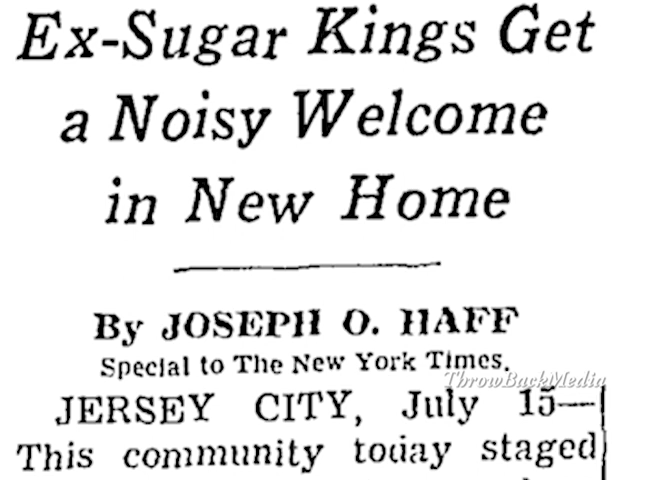 Ex-Sugar Kings Get
a Noisy Welcome
in New Home
By JOSEPH O. HAFF
Special to The New York Times.
ThrowBackMedia
JERSEY CITY, July 15—
This community today staged